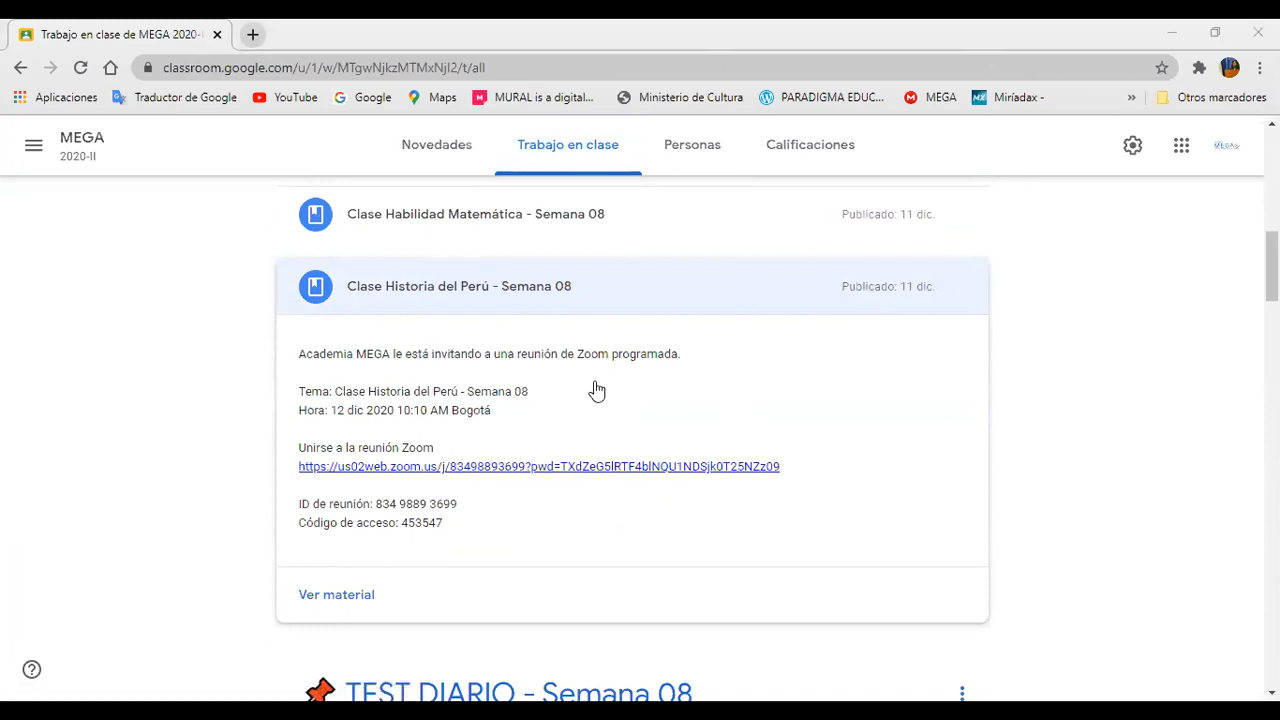 Trabajo en clase de MEGA 2020-
classroom.google.com/u/1/w/MTgwNjkzMTMxNjI2/t/all
Aplicaciones Traductor de Google YouTube Google Maps MURAL is a digital... Ministerio de Cultura PARADIGMA EDUC... MEGA Miríadax - » Otros marcadores
MEGA
2020-II
Novedades Trabajo en clase Personas Calificaciones
Clase Habilidad Matemática - Semana 08 Publicado: 11 dic.
Clase Historia del Perú - Semana 08 Publicado: 11 dic.
Academia MEGA le está invitando a una reunión de Zoom programada.
Tema: Clase Historia del Perú - Semana 08
Hora: 12 dic 2020 10:10 AM Bogotá
Unirse a la reunión Zoom
https://us02web.zoom.us/j/83498893699?pwd=TXdZeG5lRTF4blNQU1NDSjk0T25NZz09
ID de reunión: 834 9889 3699
Código de acceso: 453547
Ver material
TEST DIARIO - Semana 08